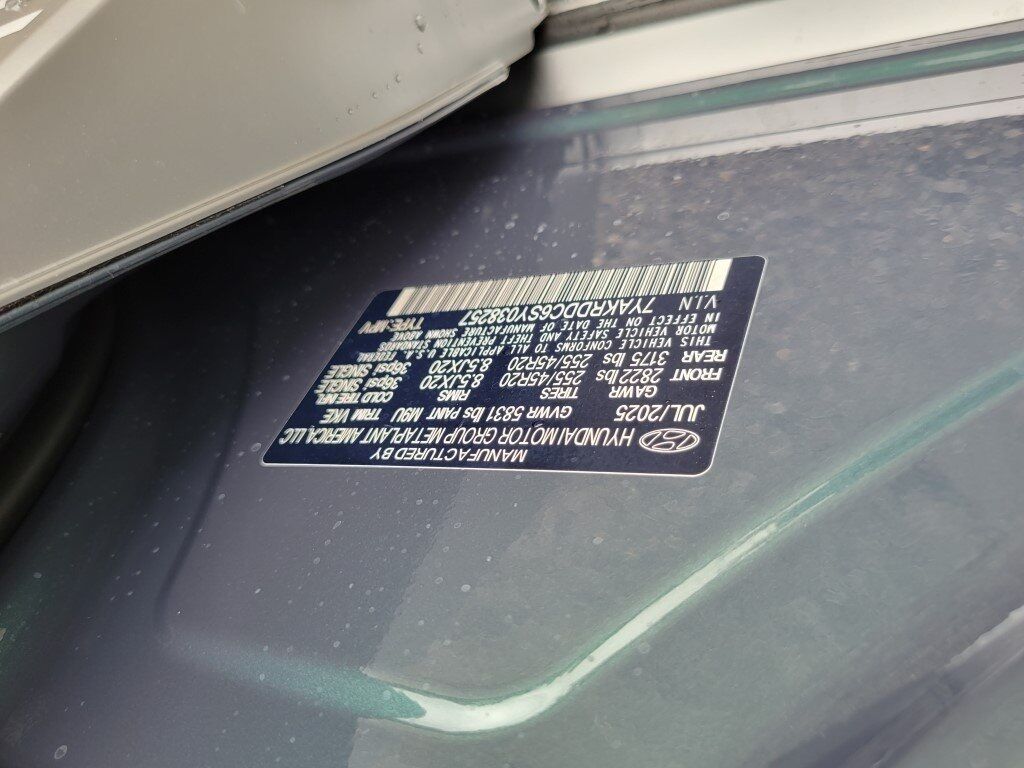 MANUFACTURED BY
HYUNDAI MOTOR GROUP METAPLANT AMERICA, LLC
JUL/2025 GVWR 5831 lbs PAINT M9U TRIM VKE
GAWR TIRES RIMS COLD TIRE INFL.
FRONT 2822 lbs 255/45R20 8.5JX20 36psi SINGLE
REAR 3175 lbs 255/45R20 8.5JX20 36psi SINGLE
THIS VEHICLE CONFORMS TO ALL APPLICABLE U.S.A. FEDERAL
MOTOR VEHICLE SAFETY AND THEFT PREVENTION STANDARDS
IN EFFECT ON THE DATE OF MANUFACTURE SHOWN ABOVE
V.I.N 7YAKRDDC6SY038257 TYPE: MPV